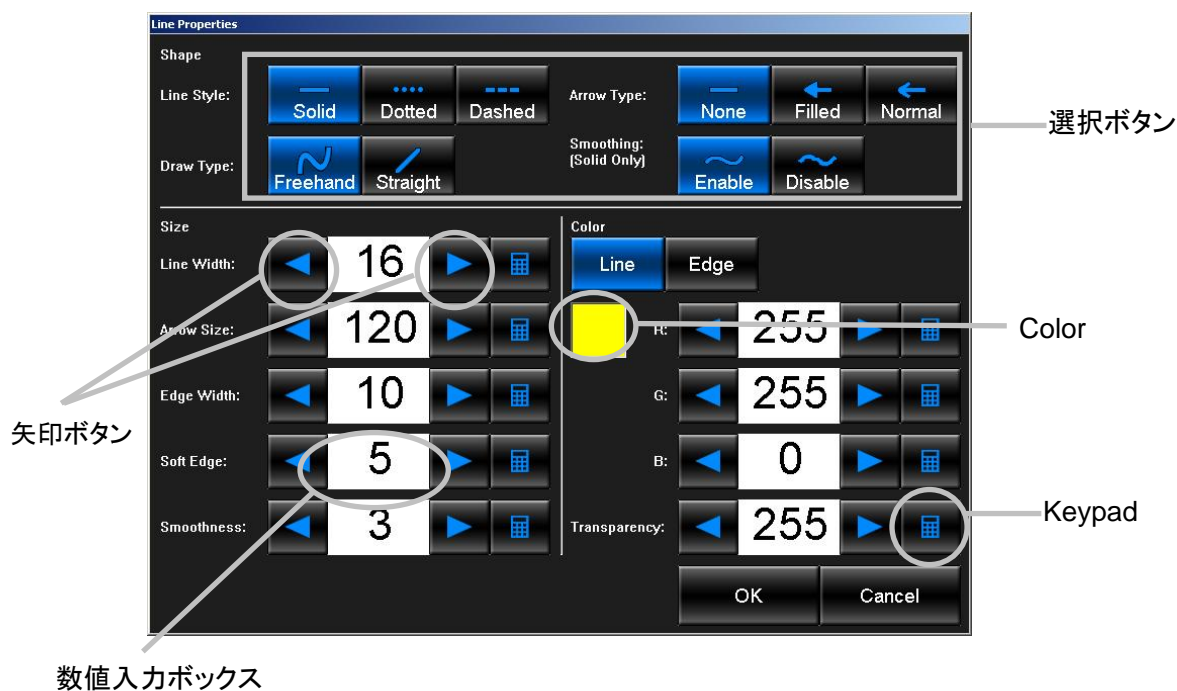 Line Properties
Shape
Line Style:
Solid
Dotted
Dashed
Arrow Type:
None
Filled
Normal
選択ボタン
Draw Type:
Freehand
Straight
Smoothing:
(Solid Only)
Enable
Disable
Size
Line Width:
16
Arrow Size:
120
Edge Width:
10
Soft Edge:
5
Smoothness:
3
Color
Line
Edge
R:
255
Color
G:
255
B:
0
Transparency:
255
Keypad
OK
Cancel
矢印ボタン
数値入力ボックス